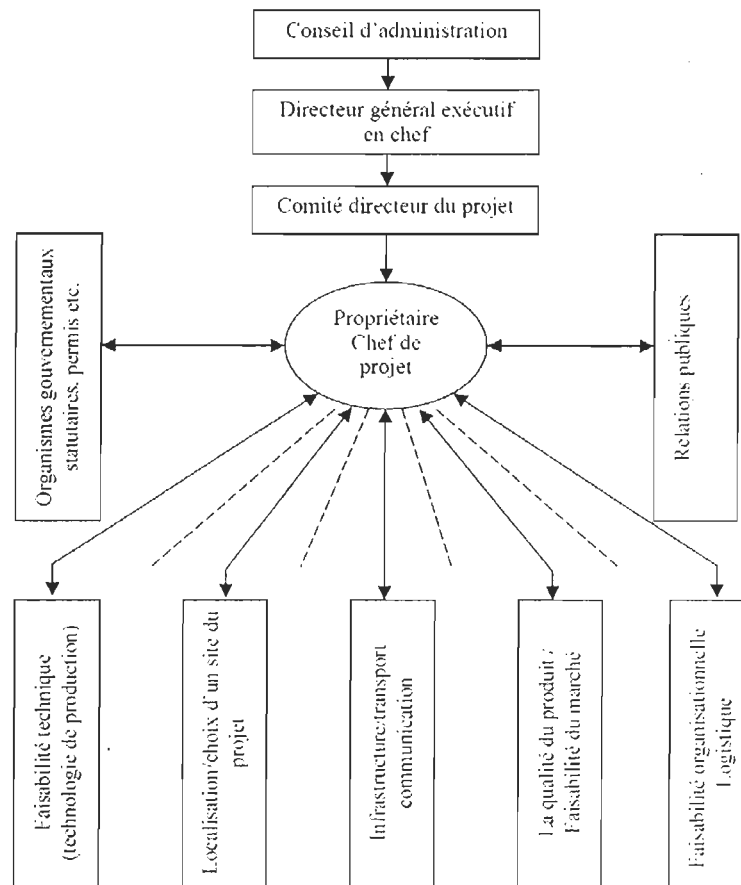 Conseil d'administration
Directeur général exécutif
en chef
Comité directeur du projet
Organismes gouvernementaux
statutaires, permis etc.
Propriétaire
Chef de
projet
Relations publiques
Faisabilité technique
(technologie de production)
Localisation/choix d'un site du
projet
Infrastructure/transport
communication
La qualité du produit /
Faisabilité du marché
Faisabilité organisationnelle
Logistique